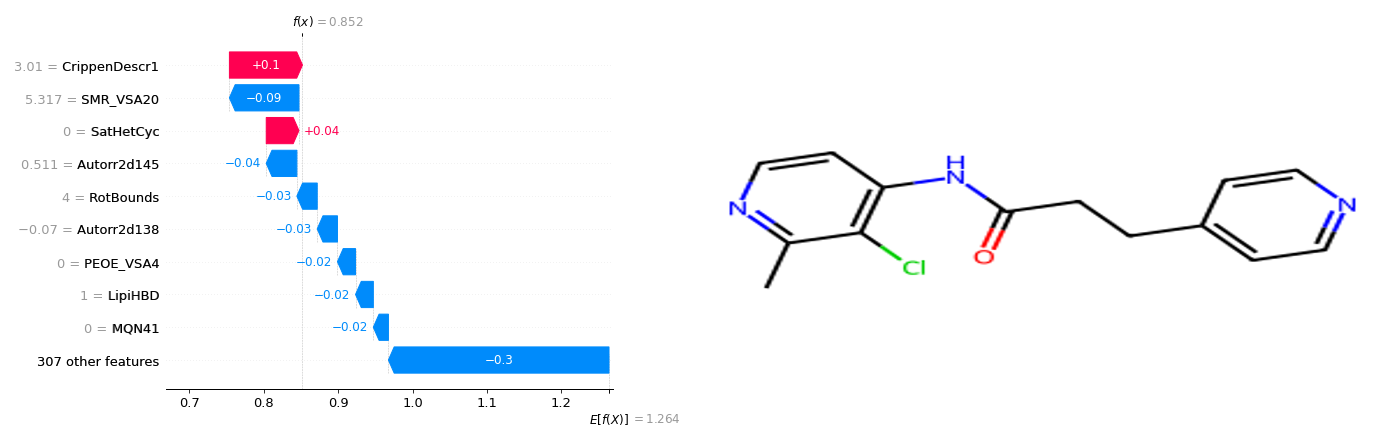 f(x) = 0.852
3.01 = CrippenDescr1
+0.1
5.317 = SMR_VSA20
−0.09
0 = SatHetCyc
+0.04
0.511 = Autorr2d145
−0.04
4 = RotBounds
−0.03
−0.07 = Autorr2d138
−0.03
0 = PEOE_VSA4
−0.02
1 = LipiHBD
−0.02
0 = MQN41
−0.02
307 other features
−0.3
0.7 0.8 0.9 1.0 1.1 1.2
E[f(X)] = 1.264
H
N
N
N
O
Cl